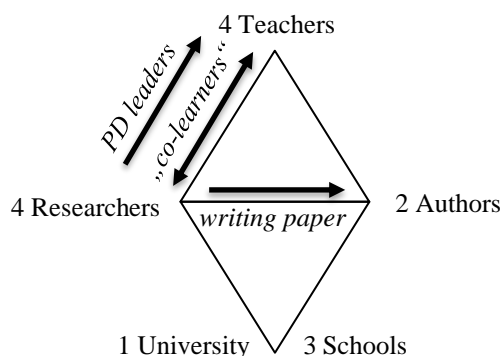 4 Teachers
PD leaders
„co-learners“
4 Researchers
writing paper
2 Authors
1 University
3 Schools